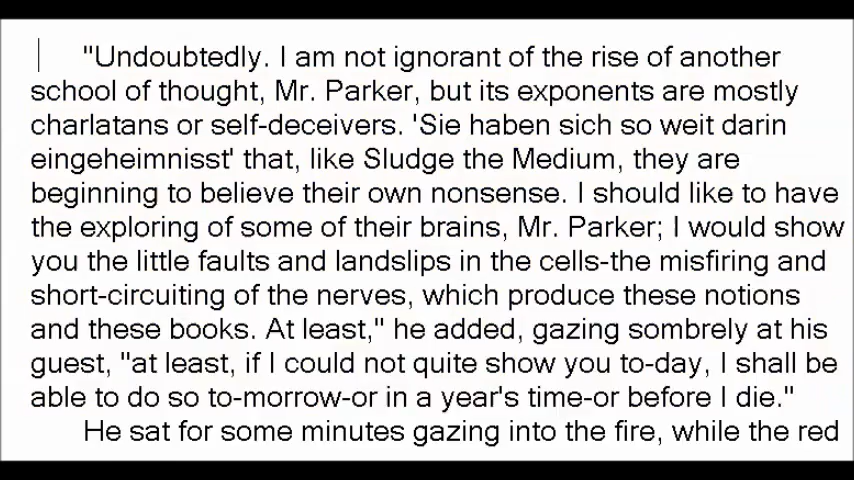 "Undoubtedly. I am not ignorant of the rise of another
school of thought, Mr. Parker, but its exponents are mostly
charlatans or self-deceivers. 'Sie haben sich so weit darin
eingeheimnisst' that, like Sludge the Medium, they are
beginning to believe their own nonsense. I should like to have
the exploring of some of their brains, Mr. Parker; I would show
you the little faults and landslips in the cells-the misfiring and
short-circuiting of the nerves, which produce these notions
and these books. At least," he added, gazing sombrely at his
guest, "at least, if I could not quite show you to-day, I shall be
able to do so to-morrow-or in a year's time-or before I die."
He sat for some minutes gazing into the fire, while the red